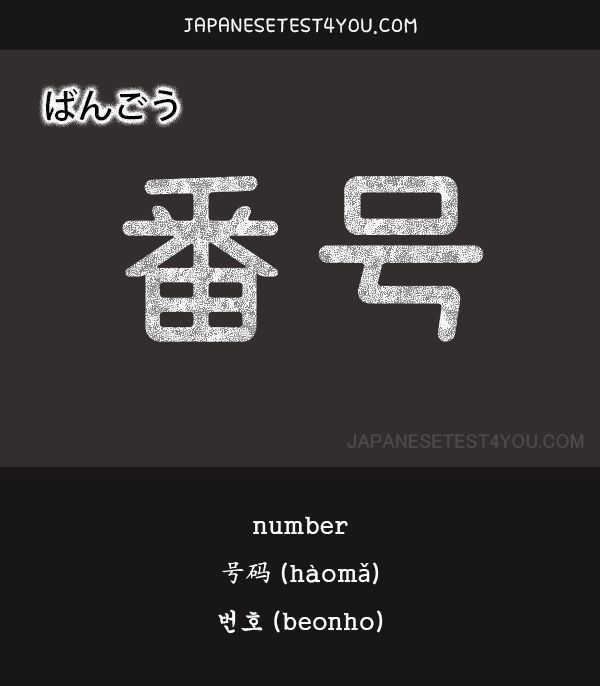 JAPANESETEST4YOU.COM
ばんごう
番号
JAPANESETEST4YOU.COM
number
号码 (hàomǎ)
번호 (beonho)